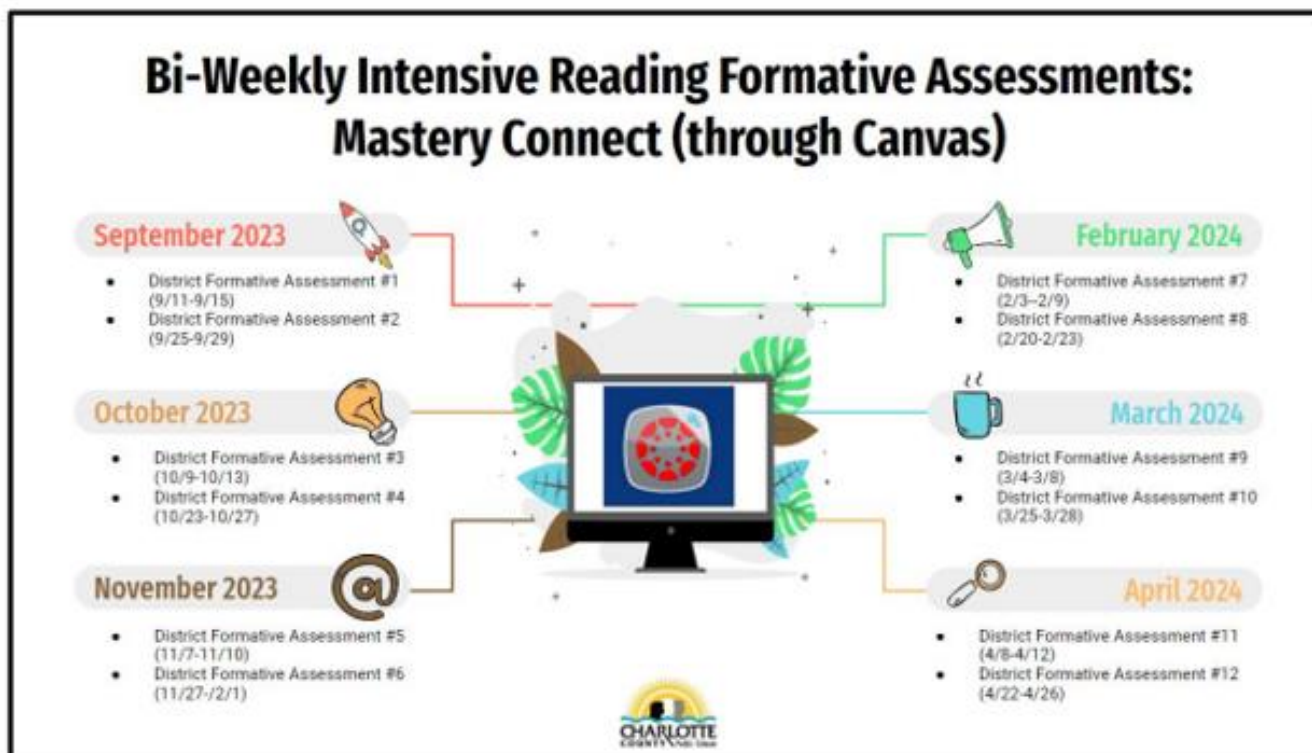 Bi-Weekly Intensive Reading Formative Assessments:
Mastery Connect (through Canvas)
September 2023
• District Formative Assessment #1
(9/11-9/15)
• District Formative Assessment #2
(9/25-9/29)
October 2023
• District Formative Assessment #3
(10/9-10/13)
• District Formative Assessment #4
(10/23-10/27)
November 2023
@
• District Formative Assessment #5
(11/7-11/10)
• District Formative Assessment #6
(11/27-/2/1)
February 2024
• District Formative Assessment #7
(2/3--2/9)
• District Formative Assessment #8
(2/20-2/23)
March 2024
• District Formative Assessment #9
(3/4-3/8)
• District Formative Assessment #10
(3/25-3/28)
April 2024
• District Formative Assessment #11
(4/8-4/12)
• District Formative Assessment #12
(4/22-4/26)
CHARLOTTE
COUNTY